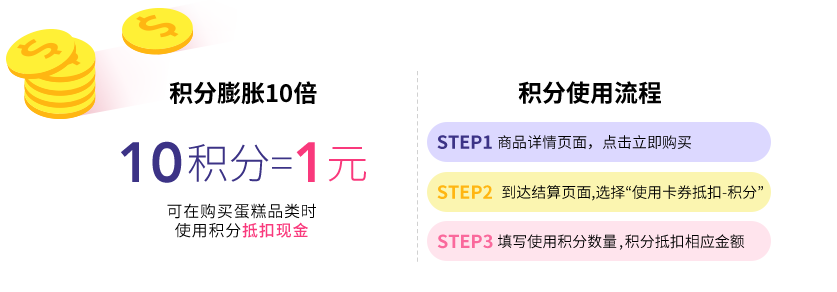 积分膨胀10倍
10积分=1元
可在购买蛋糕品类时
使用积分抵扣现金
积分使用流程
STEP1 商品详情页面，点击立即购买
STEP2 到达结算页面,选择“使用卡券抵扣-积分”
STEP3 填写使用积分数量,积分抵扣相应金额